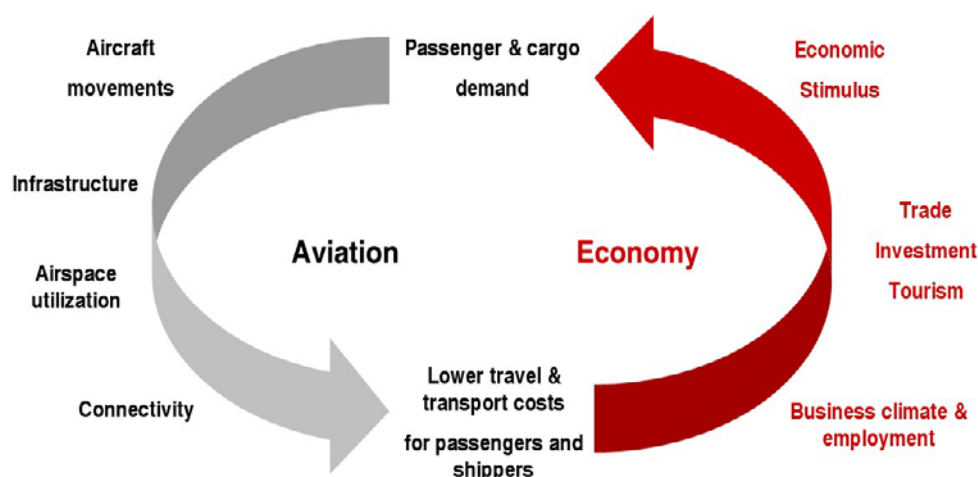 Aircraft
movements
Passenger & cargo
demand
Economic
Stimulus
Infrastructure
Trade
Investment
Tourism
Aviation
Economy
Airspace
utilization
Connectivity
Lower travel &
transport costs
for passengers and
shippers
Business climate &
employment